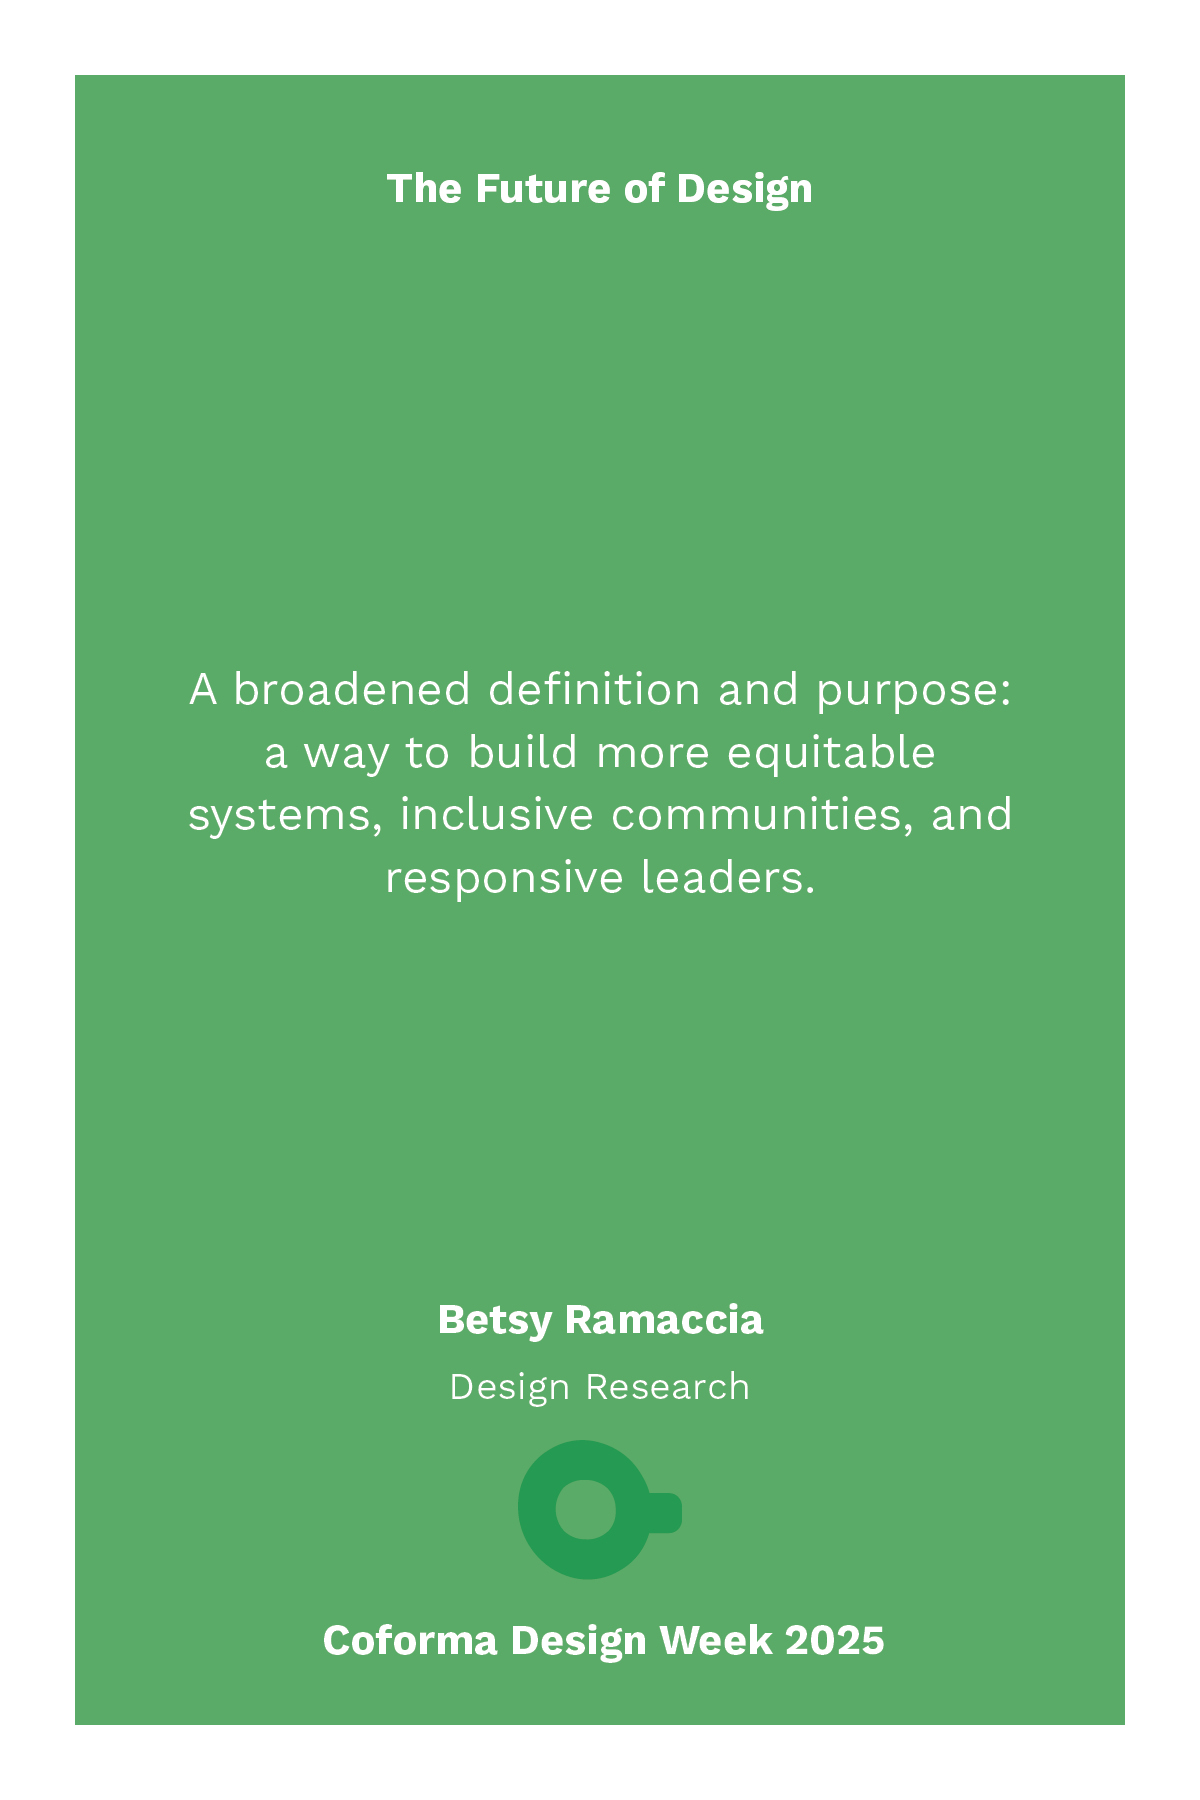 The Future of Design
A broadened definition and purpose:
a way to build more equitable
systems, inclusive communities, and
responsive leaders.
Betsy Ramaccia
Design Research
Coforma Design Week 2025